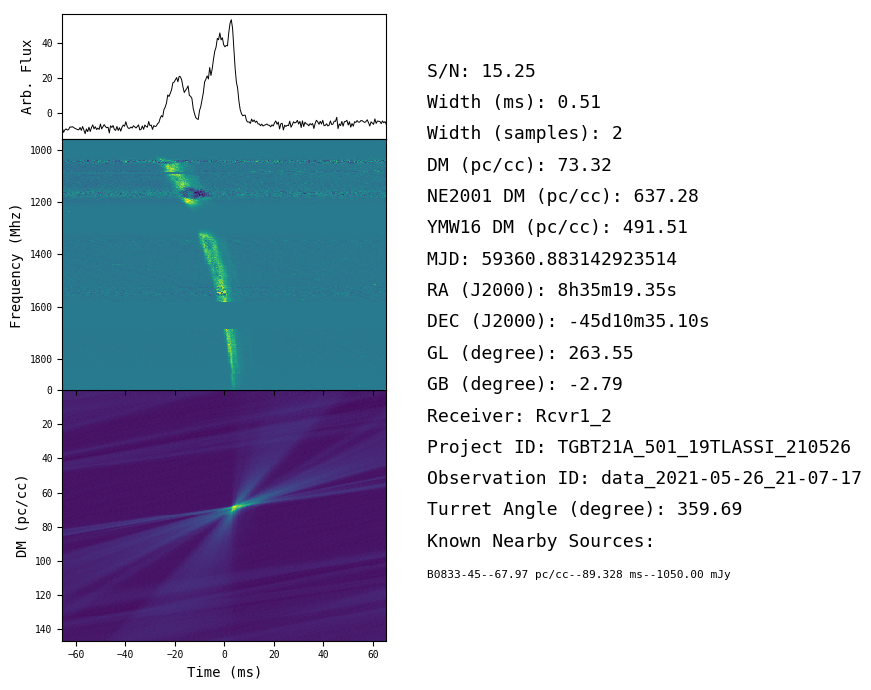 40
20
0
Arb. Flux
1000
1200
1400
1600
1800
Frequency (Mhz)
0
20
40
60
80
100
120
140
DM (pc/cc)
−60
−40
−20
0
20
40
60
Time (ms)
S/N: 15.25
Width (ms): 0.51
Width (samples): 2
DM (pc/cc): 73.32
NE2001 DM (pc/cc): 637.28
YMW16 DM (pc/cc): 491.51
MJD: 59360.883142923514
RA (J2000): 8h35m19.35s
DEC (J2000): -45d10m35.10s
GL (degree): 263.55
GB (degree): -2.79
Receiver: Rcvr1_2
Project ID: TGBT21A_501_19TLASSI_210526
Observation ID: data_2021-05-26_21-07-17
Turret Angle (degree): 359.69
Known Nearby Sources:
B0833-45--67.97 pc/cc--89.328 ms--1050.00 mJy